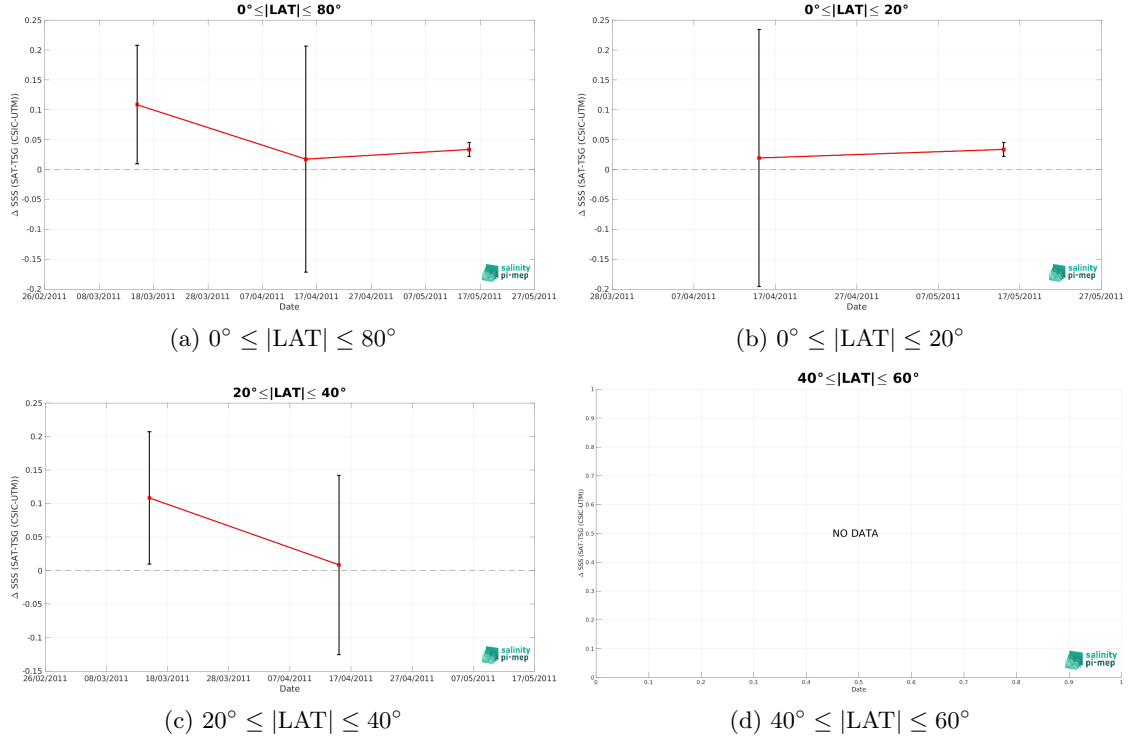 0°≤|LAT|≤ 80°
0.25
0.2
0.15
0.1
0.05
0
-0.05
-0.1
-0.15
-0.2
Δ SSS (SAT-TSG (CSIC-UTM))
26/02/2011 08/03/2011 18/03/2011 28/03/2011 07/04/2011 17/04/2011 27/04/2011 07/05/2011 17/05/2011 27/05/2011
Date
salinity
pi-mep
(a) 0° ≤ |LAT| ≤ 80°
0°≤|LAT|≤ 20°
0.25
0.2
0.15
0.1
0.05
0
-0.05
-0.1
-0.15
-0.2
Δ SSS (SAT-TSG (CSIC-UTM))
28/03/2011 07/04/2011 17/04/2011 27/04/2011 07/05/2011 17/05/2011 27/05/2011
Date
salinity
pi-mep
(b) 0° ≤ |LAT| ≤ 20°
20°≤|LAT|≤ 40°
0.25
0.2
0.15
0.1
0.05
0
-0.05
-0.1
-0.15
Δ SSS (SAT-TSG (CSIC-UTM))
26/02/2011 08/03/2011 18/03/2011 28/03/2011 07/04/2011 17/04/2011 27/04/2011 07/05/2011 17/05/2011
Date
salinity
pi-mep
(c) 20° ≤ |LAT| ≤ 40°
40°≤|LAT|≤ 60°
1
0.9
0.8
0.7
0.6
0.5
0.4
0.3
0.2
0.1
0
Δ SSS (SAT-TSG (CSIC-UTM))
NO DATA
0 0.1 0.2 0.3 0.4 0.5 0.6 0.7 0.8 0.9 1
Date
salinity
pi-mep
(d) 40° ≤ |LAT| ≤ 60°